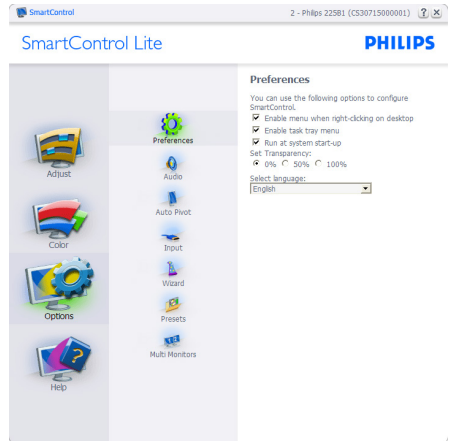 SmartControl
2 - Philips 225B1 (CS30715000001)
SmartControl Lite
PHILIPS
Adjust
Color
Options
Help
Preferences
Audio
Auto Pivot
Input
Wizard
Presets
Multi Monitors
Preferences
You can use the following options to configure
SmartControl.
Enable menu when right-clicking on desktop
Enable task tray menu
Run at system start-up
Set Transparency:
0% 50% 100%
Select language:
English